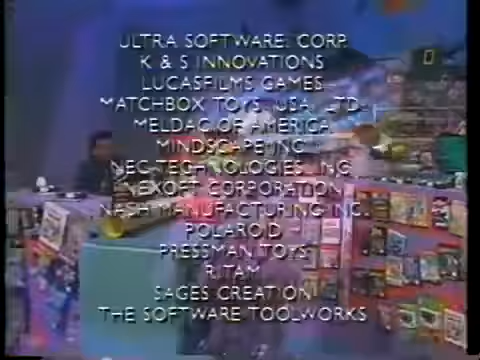 ULTRA SOFTWARE CORP.
K & S INNOVATIONS
LUCASFILMS GAMES
MATCHBOX TOYS, USA, LTD.
MELDAC OF AMERICA
MINDSCAPE INC.
NEC TECHNOLOGIES, INC.
NEXOFT CORPORATION
NASH MANUFACTURING INC.
POLAROID
PRESSMAN TOYS
RITAM
SAGES CREATION
THE SOFTWARE TOOLWORKS